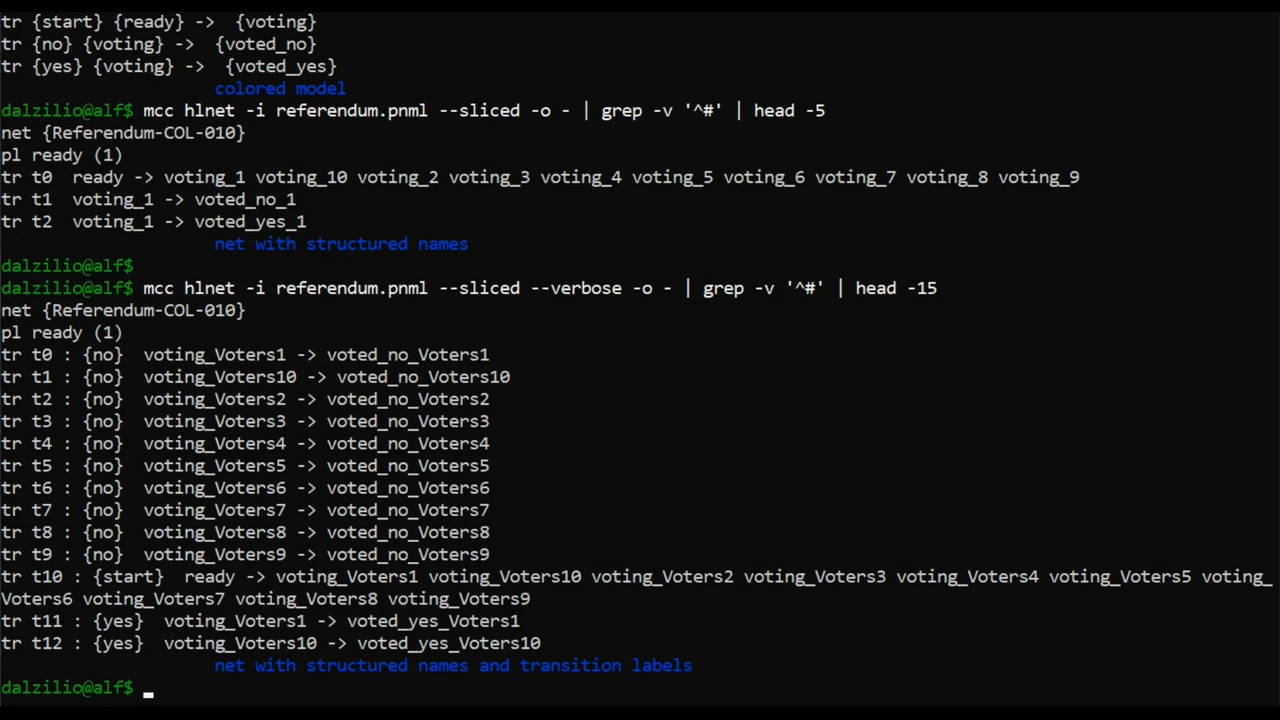 tr {start} {ready} ->  {voting}
tr {no} {voting} ->  {voted_no}
tr {yes} {voting} ->  {voted_yes}
colored model
dalzilio@alf$ mcc hlnet -i referendum.pnml --sliced -o - | grep -v '^#' | head -5
net {Referendum-COL-010}
pl ready (1)
tr t0  ready -> voting_1 voting_10 voting_2 voting_3 voting_4 voting_5 voting_6 voting_7 voting_8 voting_9
tr t1  voting_1 -> voted_no_1
tr t2  voting_1 -> voted_yes_1
net with structured names
dalzilio@alf$
dalzilio@alf$ mcc hlnet -i referendum.pnml --sliced --verbose -o - | grep -v '^#' | head -15
net {Referendum-COL-010}
pl ready (1)
tr t0 : {no}  voting_Voters1 -> voted_no_Voters1
tr t1 : {no}  voting_Voters10 -> voted_no_Voters10
tr t2 : {no}  voting_Voters2 -> voted_no_Voters2
tr t3 : {no}  voting_Voters3 -> voted_no_Voters3
tr t4 : {no}  voting_Voters4 -> voted_no_Voters4
tr t5 : {no}  voting_Voters5 -> voted_no_Voters5
tr t6 : {no}  voting_Voters6 -> voted_no_Voters6
tr t7 : {no}  voting_Voters7 -> voted_no_Voters7
tr t8 : {no}  voting_Voters8 -> voted_no_Voters8
tr t9 : {no}  voting_Voters9 -> voted_no_Voters9
tr t10 : {start}  ready -> voting_Voters1 voting_Voters10 voting_Voters2 voting_Voters3 voting_Voters4 voting_Voters5 voting_
Voters6 voting_Voters7 voting_Voters8 voting_Voters9
tr t11 : {yes}  voting_Voters1 -> voted_yes_Voters1
tr t12 : {yes}  voting_Voters10 -> voted_yes_Voters10
net with structured names and transition labels
dalzilio@alf$